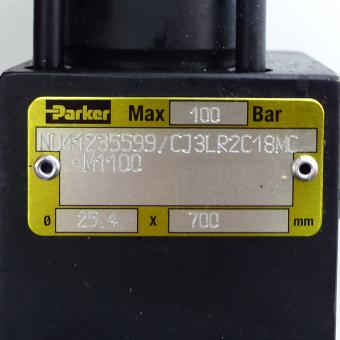 Parker Max 100 Bar
NU41235599/CJ3LR2C18MC
-M1100
ø 25.4 x 700 mm